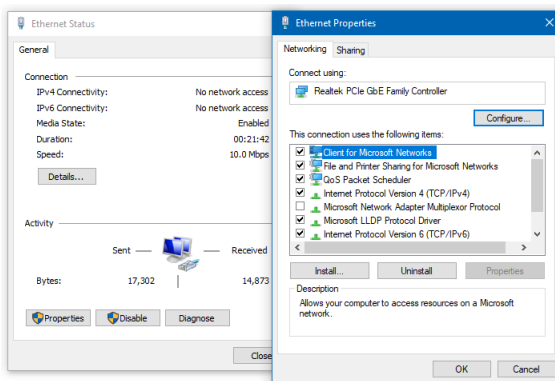 Ethernet Status
General
Connection
IPv4 Connectivity: No network access
IPv6 Connectivity: No network access
Media State: Enabled
Duration: 00:21:42
Speed: 10.0 Mbps
Details...
Activity
Sent — — Received
Bytes: 17,302 14,873
Properties Disable Diagnose
Close
Ethernet Properties
Networking Sharing
Connect using:
Realtek PCIe GbE Family Controller
Configure...
This connection uses the following items:
Client for Microsoft Networks
File and Printer Sharing for Microsoft Networks
QoS Packet Scheduler
Internet Protocol Version 4 (TCP/IPv4)
Microsoft Network Adapter Multiplexor Protocol
Microsoft LLDP Protocol Driver
Internet Protocol Version 6 (TCP/IPv6)
Install... Uninstall Properties
Description
Allows your computer to access resources on a Microsoft
network.
OK Cancel